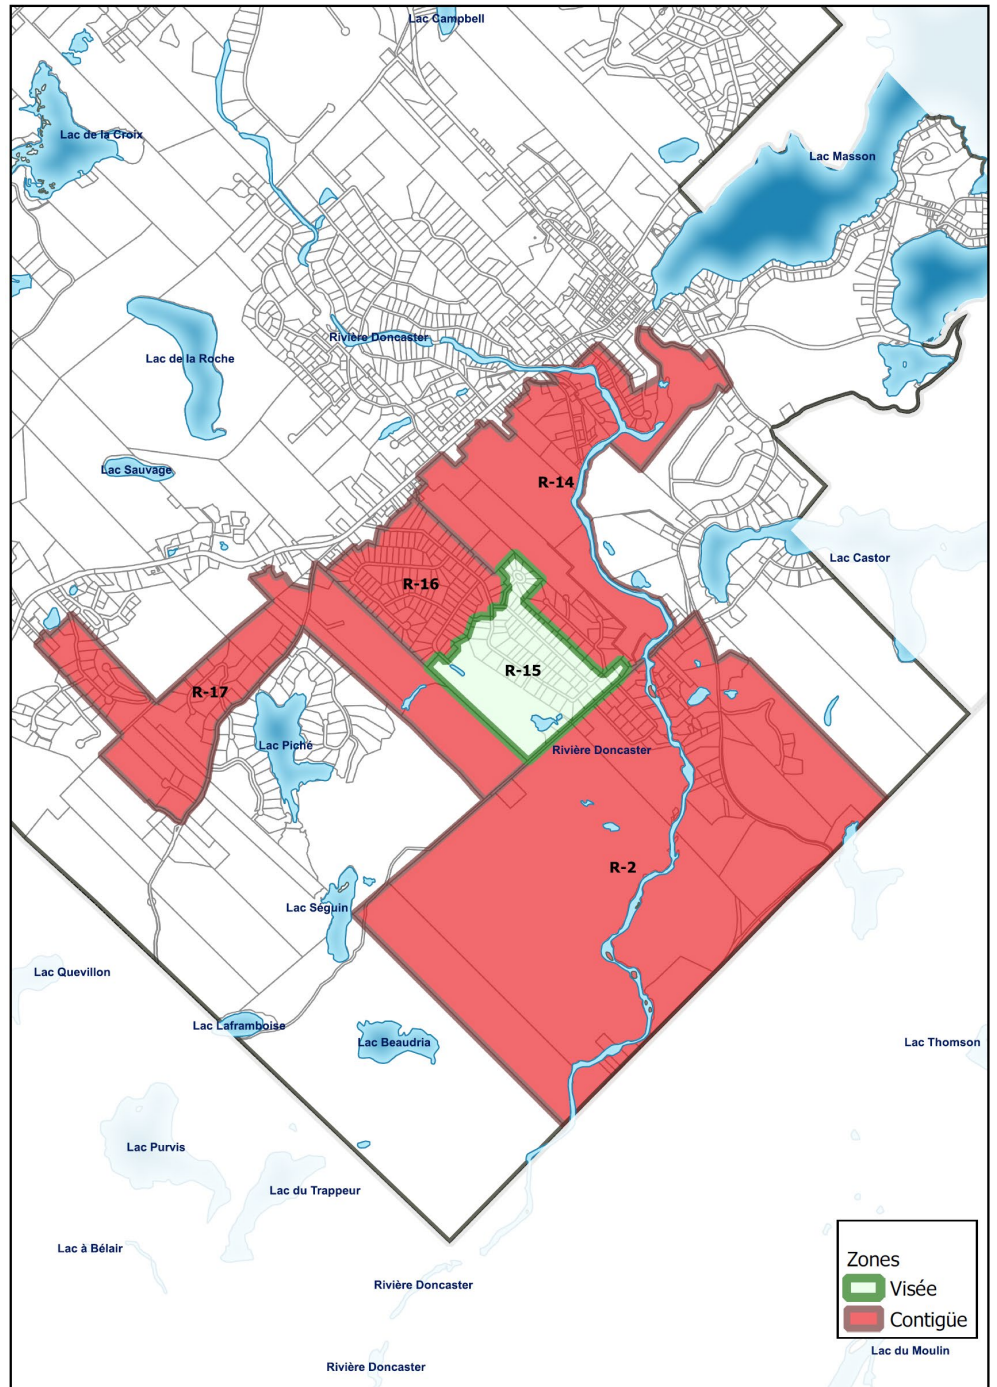 Lac Campbell
Lac de la Croix
Lac Masson
Rivière Doncaster
Lac de la Roche
Lac Sauvage
R-14
Lac Castor
R-16
R-15
R-17
Lac Piché
Rivière Doncaster
R-2
Lac Séguin
Lac Quevillon
Lac Laframboise
Lac Beaudria
Lac Thomson
Lac Purvis
Lac du Trappeur
Lac à Bélair
Rivière Doncaster
Zones
Visée
Contigüe
Lac du Moulin
Rivière Doncaster